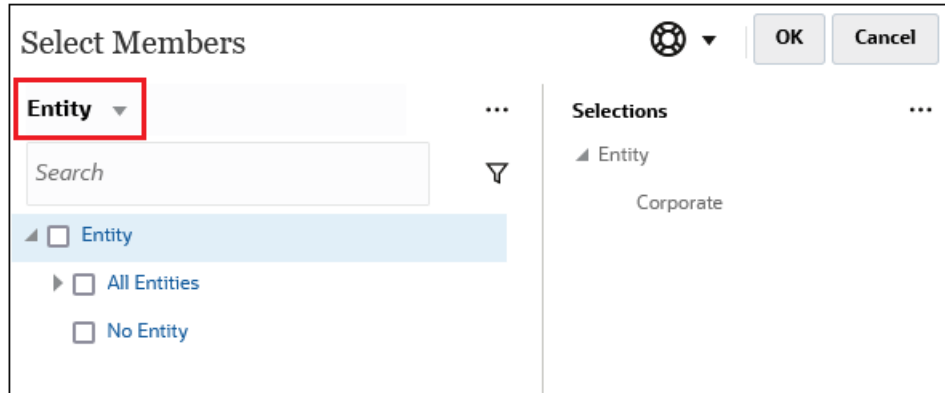 Select Members
OK
Cancel
Entity
Search
Entity
All Entities
No Entity
Selections
Entity
Corporate